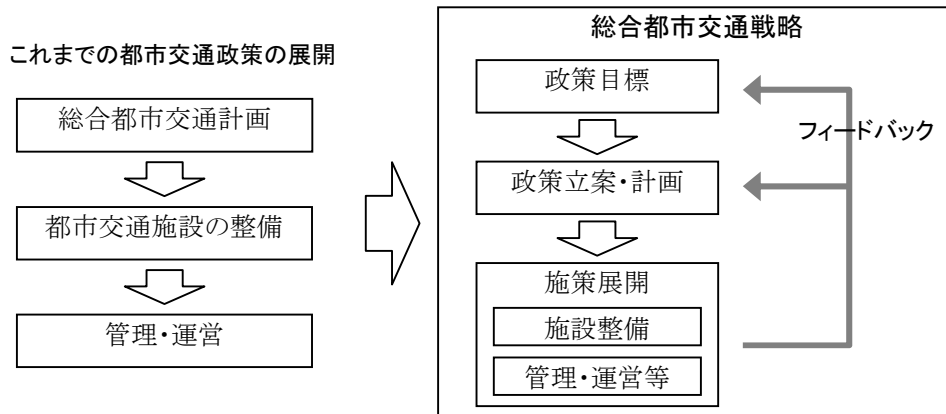 これまでの都市交通政策の展開
総合都市交通計画
都市交通施設の整備
管理・運営
総合都市交通戦略
政策目標
フィードバック
政策立案・計画
施策展開
施設整備
管理・運営等